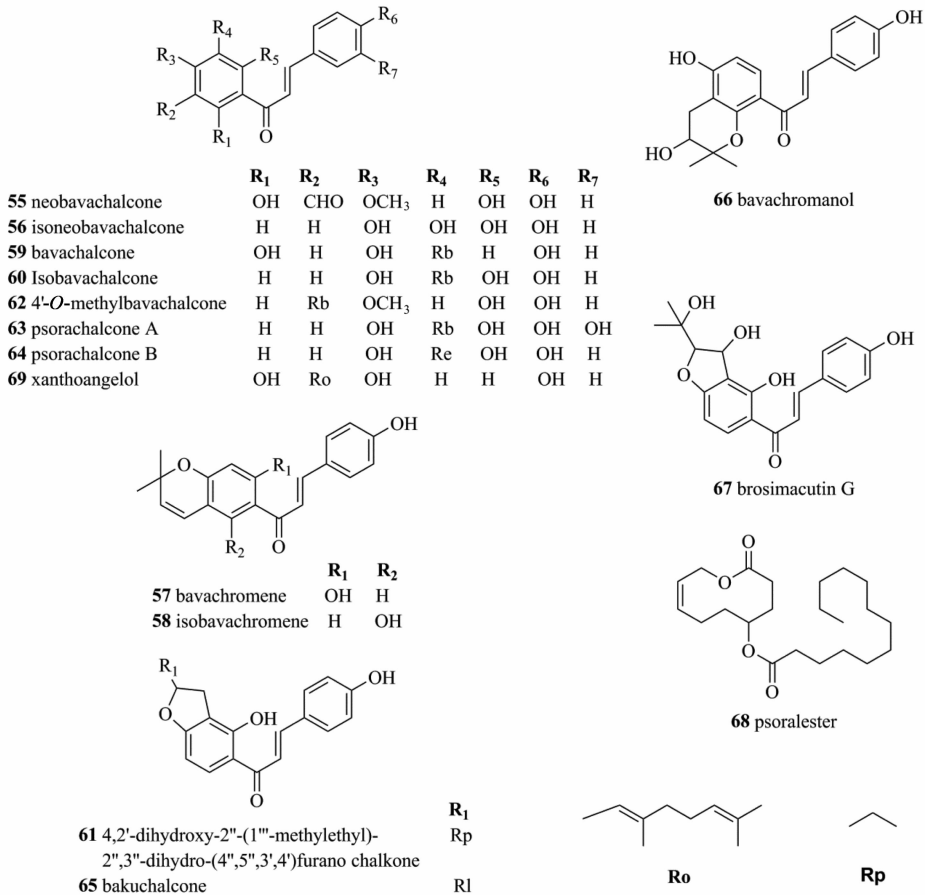 R₄
R₃
R₅
R₂
R₁
O
R₆
R₇
R₁ R₂ R₃ R₄ R₅ R₆ R₇
55 neobavachalcone OH CHO OCH₃ H OH OH H
56 isoneobavachalcone H H OH OH OH OH H
59 bavachalcone OH H OH Rb H OH H
60 Isobavachalcone H H OH Rb OH OH H
62 4'-O-methylbavachalcone H Rb OCH₃ H OH OH H
63 psorachalcone A H H OH Rb OH OH OH
64 psorachalcone B H H OH Re OH OH H
69 xanthoangelol OH Ro OH H H OH H
OH
HO
O
HO
O
66 bavachromanol
OH
O
R₁
R₂
O
R₁ R₂
57 bavachromene OH H
58 isobavachromene H OH
OH
OH
OH
O
OH
O
67 brosimacutin G
O
O
O
O
68 psoralester
R₁
OH
O
OH
O
R₁
61 4,2'-dihydroxy-2''-(1'''-methylethyl)- Rp
2'',3''-dihydro-(4'',5'',3',4')furano chalkone
65 bakuchalcone Rl
Ro
Rp